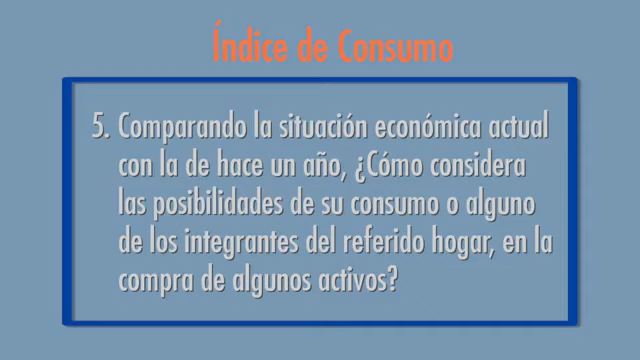 Índice de Consumo
5. Comparando la situación económica actual
con la de hace un año, ¿Cómo considera
las posibilidades de su consumo o alguno
de los integrantes del referido hogar, en la
compra de algunos activos?